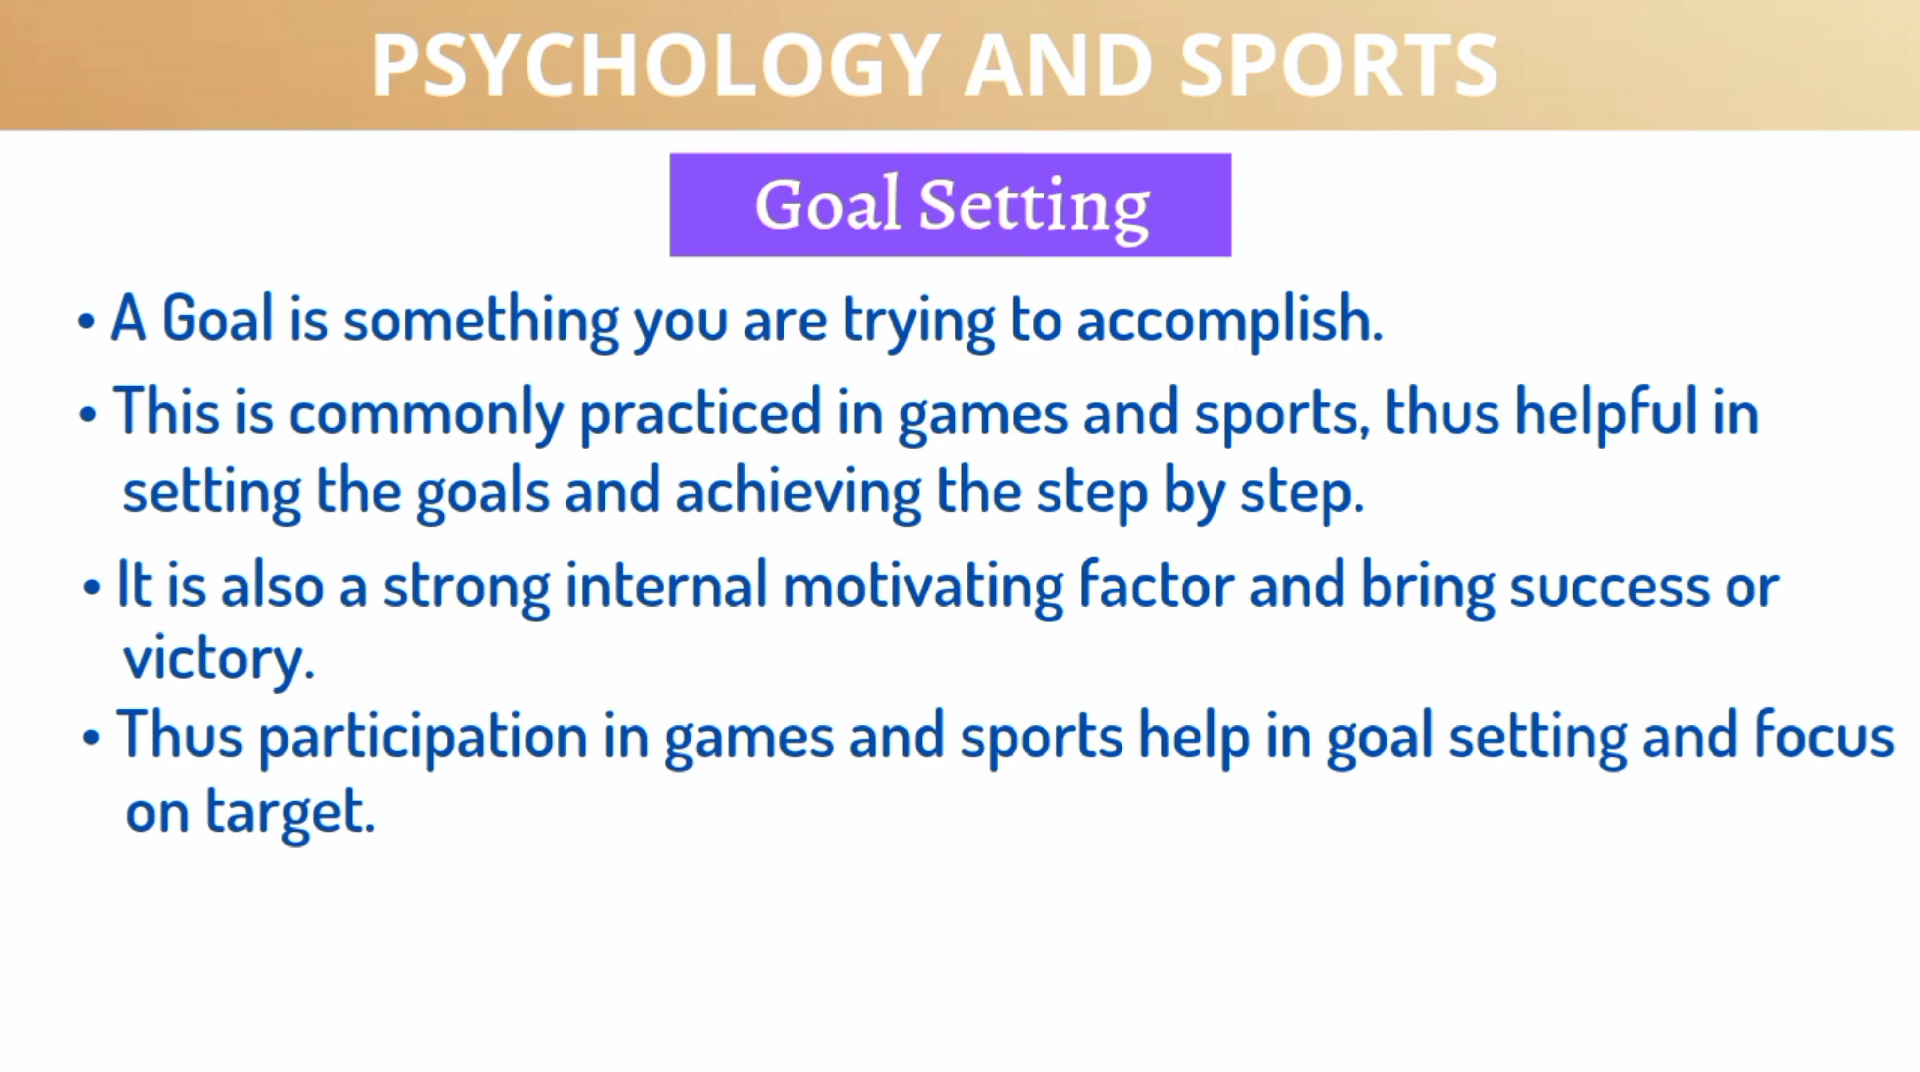 PSYCHOLOGY AND SPORTS
Goal Setting
• A Goal is something you are trying to accomplish.
• This is commonly practiced in games and sports, thus helpful in
setting the goals and achieving the step by step.
• It is also a strong internal motivating factor and bring success or
victory.
• Thus participation in games and sports help in goal setting and focus
on target.